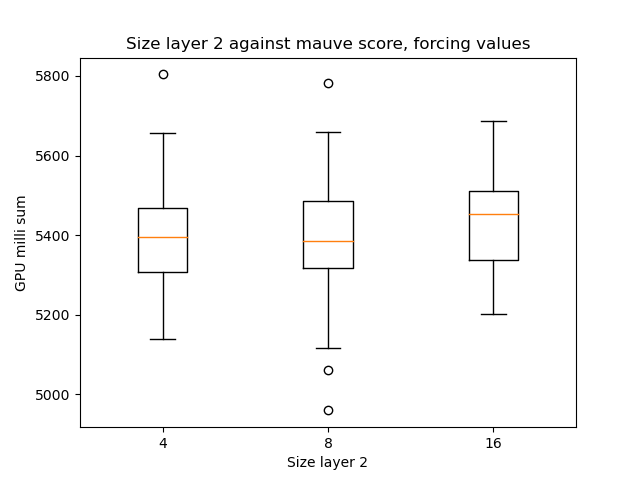 Size layer 2 against mauve score, forcing values
5800
5600
5400
5200
5000
GPU milli sum
4
8
16
Size layer 2